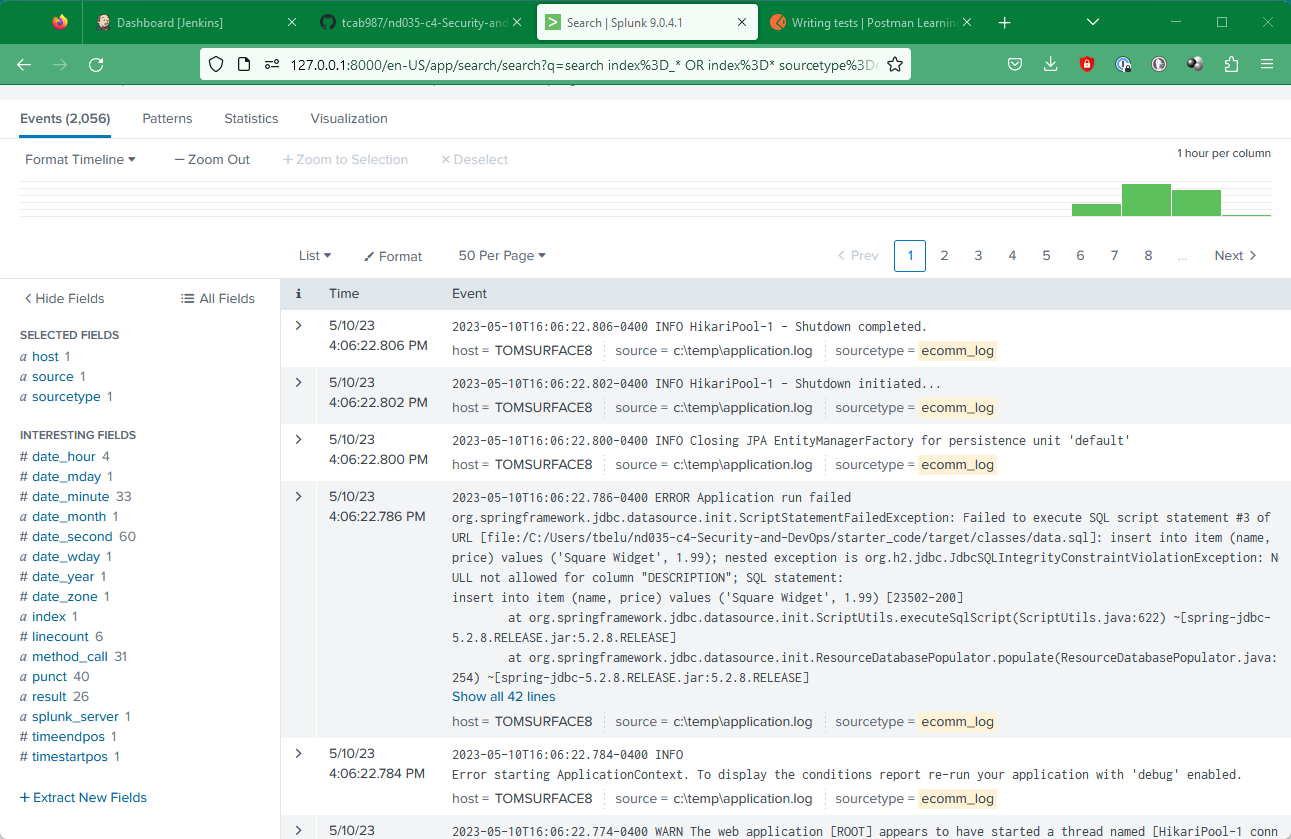 Dashboard [Jenkins]
tcab987/nd035-c4-Security-and
Search | Splunk 9.0.4.1
Writing tests | Postman Learning
127.0.0.1:8000/en-US/app/search/search?q=search index%3D_* OR index%3D* sourcetype%3De
Events (2,056) Patterns Statistics Visualization
Format Timeline — Zoom Out + Zoom to Selection × Deselect 1 hour per column
List Format 50 Per Page Prev 1 2 3 4 5 6 7 8 ... Next
Hide Fields All Fields
SELECTED FIELDS
a host 1
a source 1
a sourcetype 1
INTERESTING FIELDS
# date_hour 4
# date_mday 1
# date_minute 33
a date_month 1
# date_second 60
a date_wday 1
# date_year 1
# date_zone 1
a index 1
# linecount 6
a method_call 31
a punct 40
a result 26
a splunk_server 1
# timeendpos 1
# timestartpos 1
+ Extract New Fields
i Time Event
5/10/23 2023-05-10T16:06:22.806-0400 INFO HikariPool-1 - Shutdown completed.
4:06:22.806 PM host = TOMSURFACE8 source = c:\temp\application.log sourcetype = ecomm_log
5/10/23 2023-05-10T16:06:22.802-0400 INFO HikariPool-1 - Shutdown initiated...
4:06:22.802 PM host = TOMSURFACE8 source = c:\temp\application.log sourcetype = ecomm_log
5/10/23 2023-05-10T16:06:22.800-0400 INFO Closing JPA EntityManagerFactory for persistence unit 'default'
4:06:22.800 PM host = TOMSURFACE8 source = c:\temp\application.log sourcetype = ecomm_log
5/10/23 2023-05-10T16:06:22.786-0400 ERROR Application run failed
4:06:22.786 PM org.springframework.jdbc.datasource.init.ScriptStatementFailedException: Failed to execute SQL script statement #3 of
URL [file:/C:/Users/tbelu/nd035-c4-Security-and-DevOps/starter_code/target/classes/data.sql]: insert into item (name,
price) values ('Square Widget', 1.99); nested exception is org.h2.jdbc.JdbcSQLIntegrityConstraintViolationException: N
ULL not allowed for column "DESCRIPTION"; SQL statement:
insert into item (name, price) values ('Square Widget', 1.99) [23502-200]
at org.springframework.jdbc.datasource.init.ScriptUtils.executeSqlScript(ScriptUtils.java:622) ~[spring-jdbc-
5.2.8.RELEASE.jar:5.2.8.RELEASE]
at org.springframework.jdbc.datasource.init.ResourceDatabasePopulator.populate(ResourceDatabasePopulator.java:
254) ~[spring-jdbc-5.2.8.RELEASE.jar:5.2.8.RELEASE]
Show all 42 lines
host = TOMSURFACE8 source = c:\temp\application.log sourcetype = ecomm_log
5/10/23 2023-05-10T16:06:22.784-0400 INFO
4:06:22.784 PM Error starting ApplicationContext. To display the conditions report re-run your application with 'debug' enabled.
host = TOMSURFACE8 source = c:\temp\application.log sourcetype = ecomm_log
5/10/23 2023-05-10T16:06:22.774-0400 WARN The web application [ROOT] appears to have started a thread named [HikariPool-1 conn